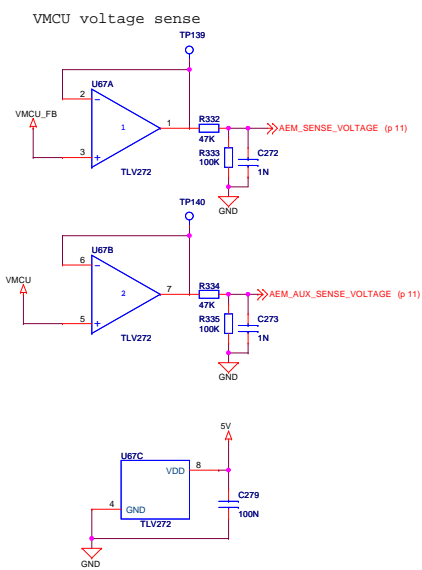 VMCU voltage sense
TP139
U67A
2
VMCU_FB
1
1
R332
47K
AEM_SENSE_VOLTAGE (p 11)
3
TLV272
R333
100K
C272
1N
GND
TP140
U67B
6
VMCU
2
7
R334
47K
AEM_AUX_SENSE_VOLTAGE (p 11)
5
TLV272
R335
100K
C273
1N
GND
5V
U67C
VDD
8
4
GND
C279
100N
TLV272
GND